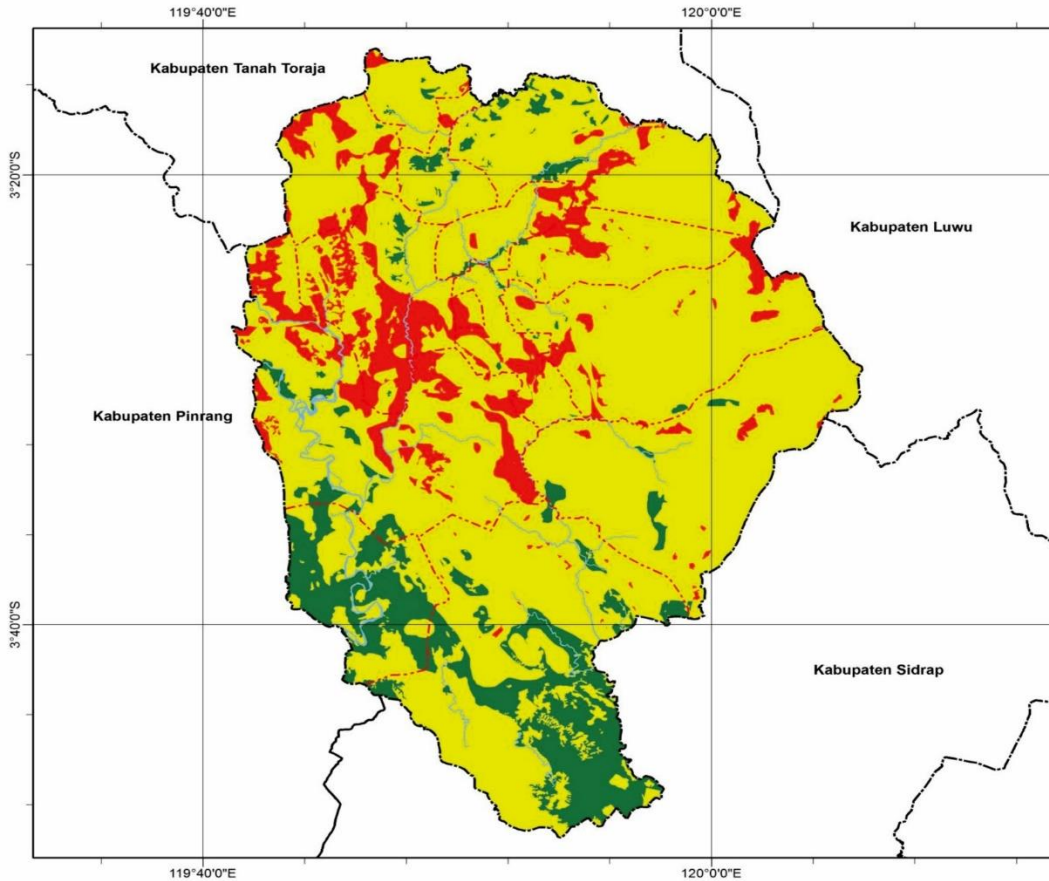 119°40'0"E
120°0'0"E
Kabupaten Tanah Toraja
3°20'0"S
Kabupaten Luwu
Kabupaten Pinrang
3°40'0"S
Kabupaten Sidrap
119°40'0"E
120°0'0"E